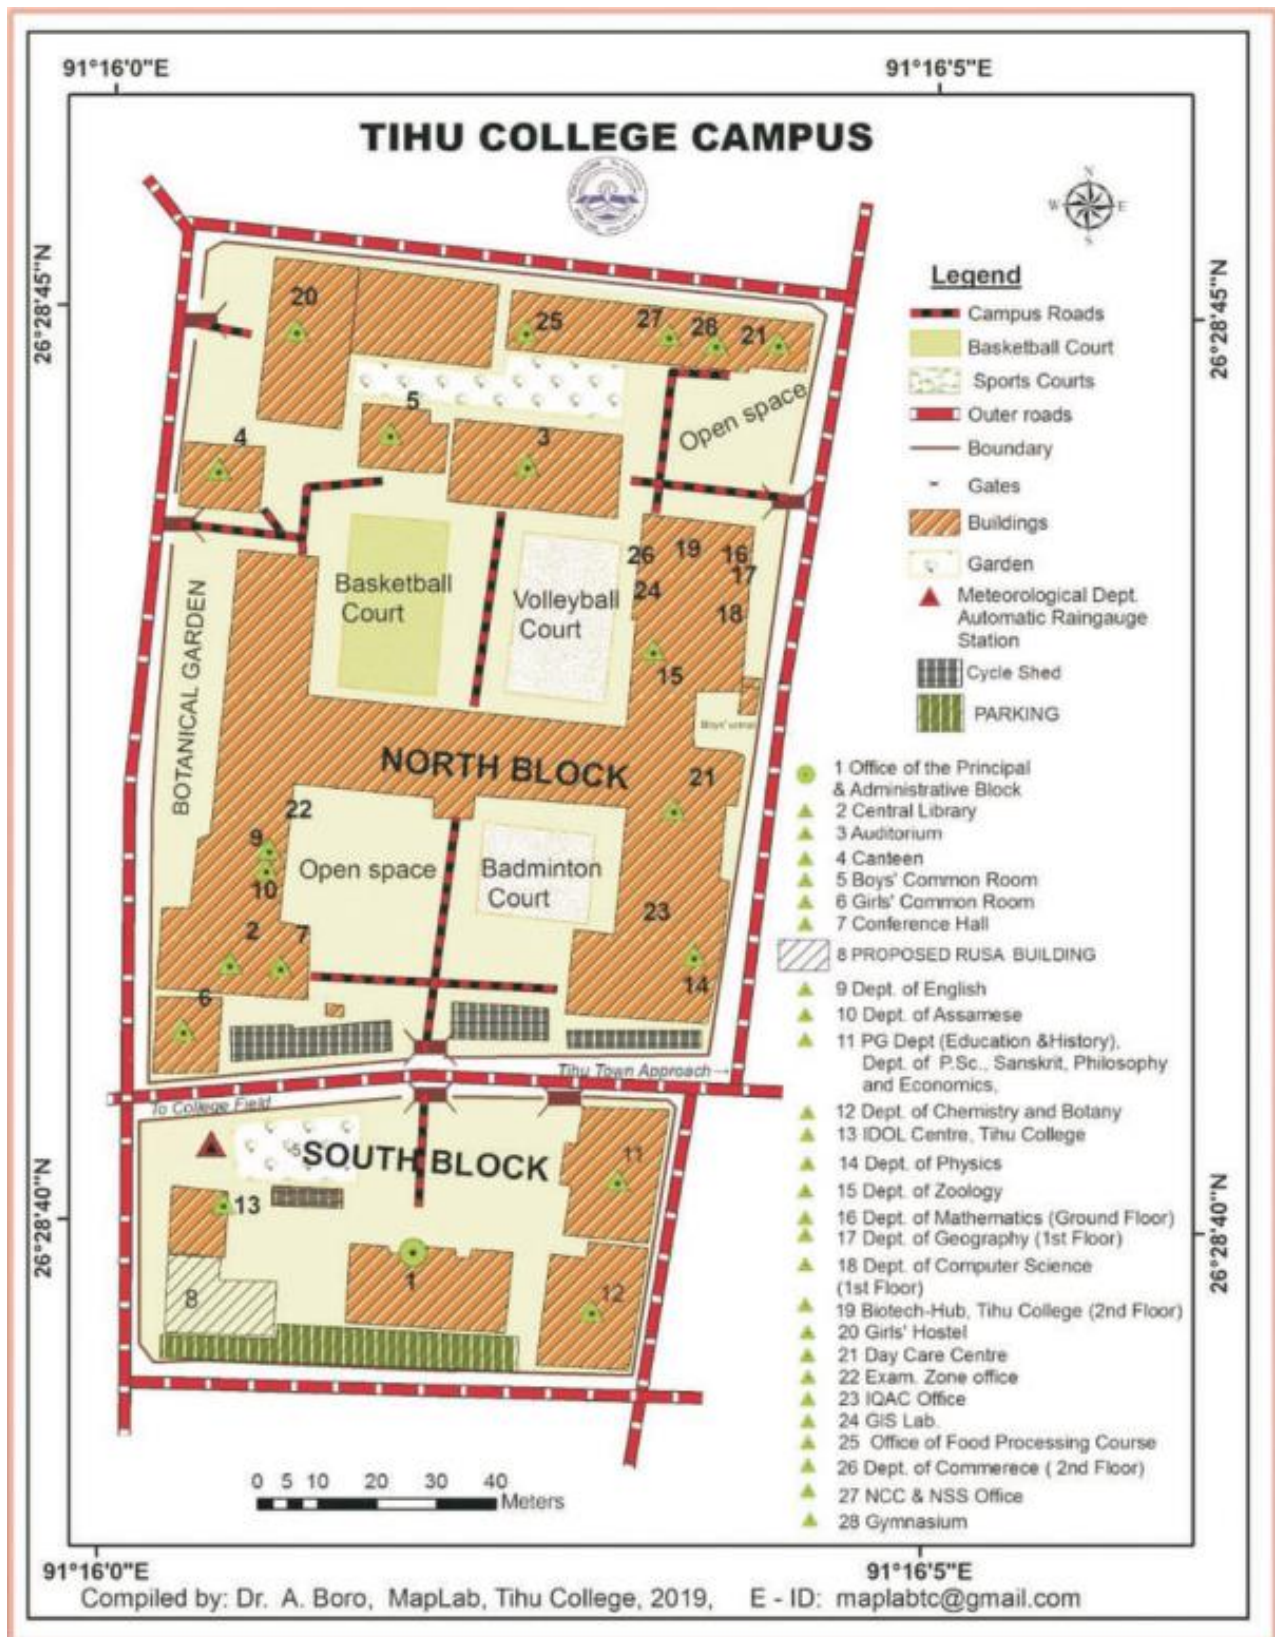 91°16'0"E
91°16'5"E
TIHU COLLEGE CAMPUS
N
W
E
S
26°28'45"N
26°28'45"N
Legend
Campus Roads
Basketball Court
Sports Courts
Outer roads
Boundary
Gates
Buildings
Garden
Meteorological Dept.
Automatic Raingauge
Station
Cycle Shed
PARKING
1 Office of the Principal
& Administrative Block
2 Central Library
3 Auditorium
4 Canteen
5 Boys' Common Room
6 Girls' Common Room
7 Conference Hall
8 PROPOSED RUSA BUILDING
9 Dept. of English
10 Dept. of Assamese
11 PG Dept (Education &History),
Dept. of P.Sc., Sanskrit, Philosophy
and Economics,
12 Dept. of Chemistry and Botany
13 IDOL Centre, Tihu College
14 Dept. of Physics
15 Dept. of Zoology
16 Dept. of Mathematics (Ground Floor)
17 Dept. of Geography (1st Floor)
18 Dept. of Computer Science
(1st Floor)
19 Biotech-Hub, Tihu College (2nd Floor)
20 Girls' Hostel
21 Day Care Centre
22 Exam. Zone office
23 IQAC Office
24 GIS Lab.
25 Office of Food Processing Course
26 Dept. of Commerece ( 2nd Floor)
27 NCC & NSS Office
28 Gymnasium
20
25
27
28
21
5
Open space
4
3
26
19
16
17
24
18
Basketball
Court
Volleyball
Court
15
BOTANICAL GARDEN
Boys' urinal
NORTH BLOCK
21
22
9
10
Open space
Badminton
Court
23
2
7
14
6
Tihu Town Approach→
To College Field
5
SOUTH BLOCK
11
13
1
12
8
26°28'40"N
26°28'40"N
0 5 10 20 30 40
Meters
91°16'0"E
91°16'5"E
Compiled by: Dr. A. Boro, MapLab, Tihu College, 2019, E - ID: maplabtc@gmail.com